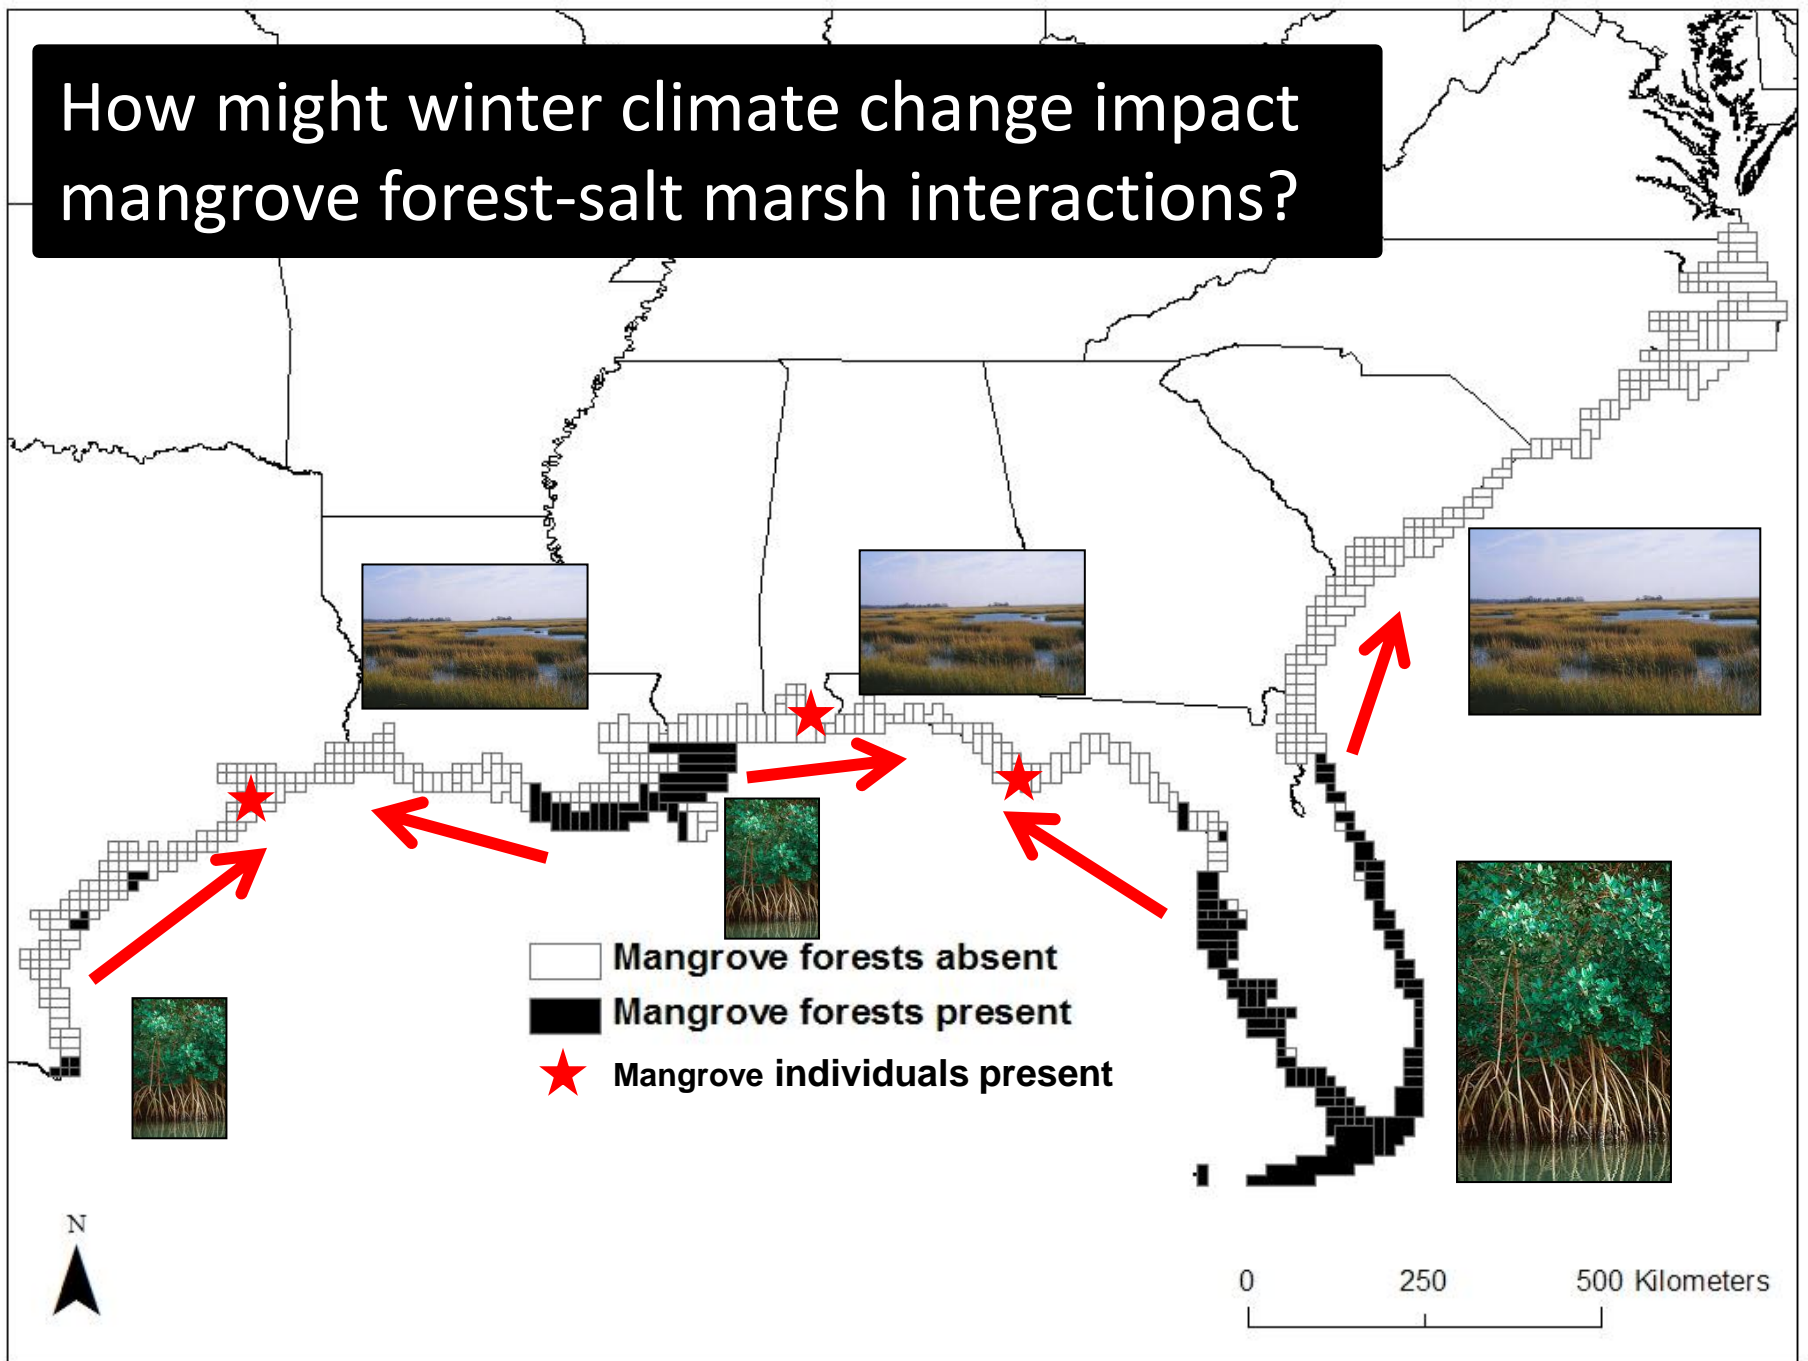 How might winter climate change impact
mangrove forest-salt marsh interactions?
Mangrove forests absent
Mangrove forests present
Mangrove individuals present
N
0 250 500 Kilometers